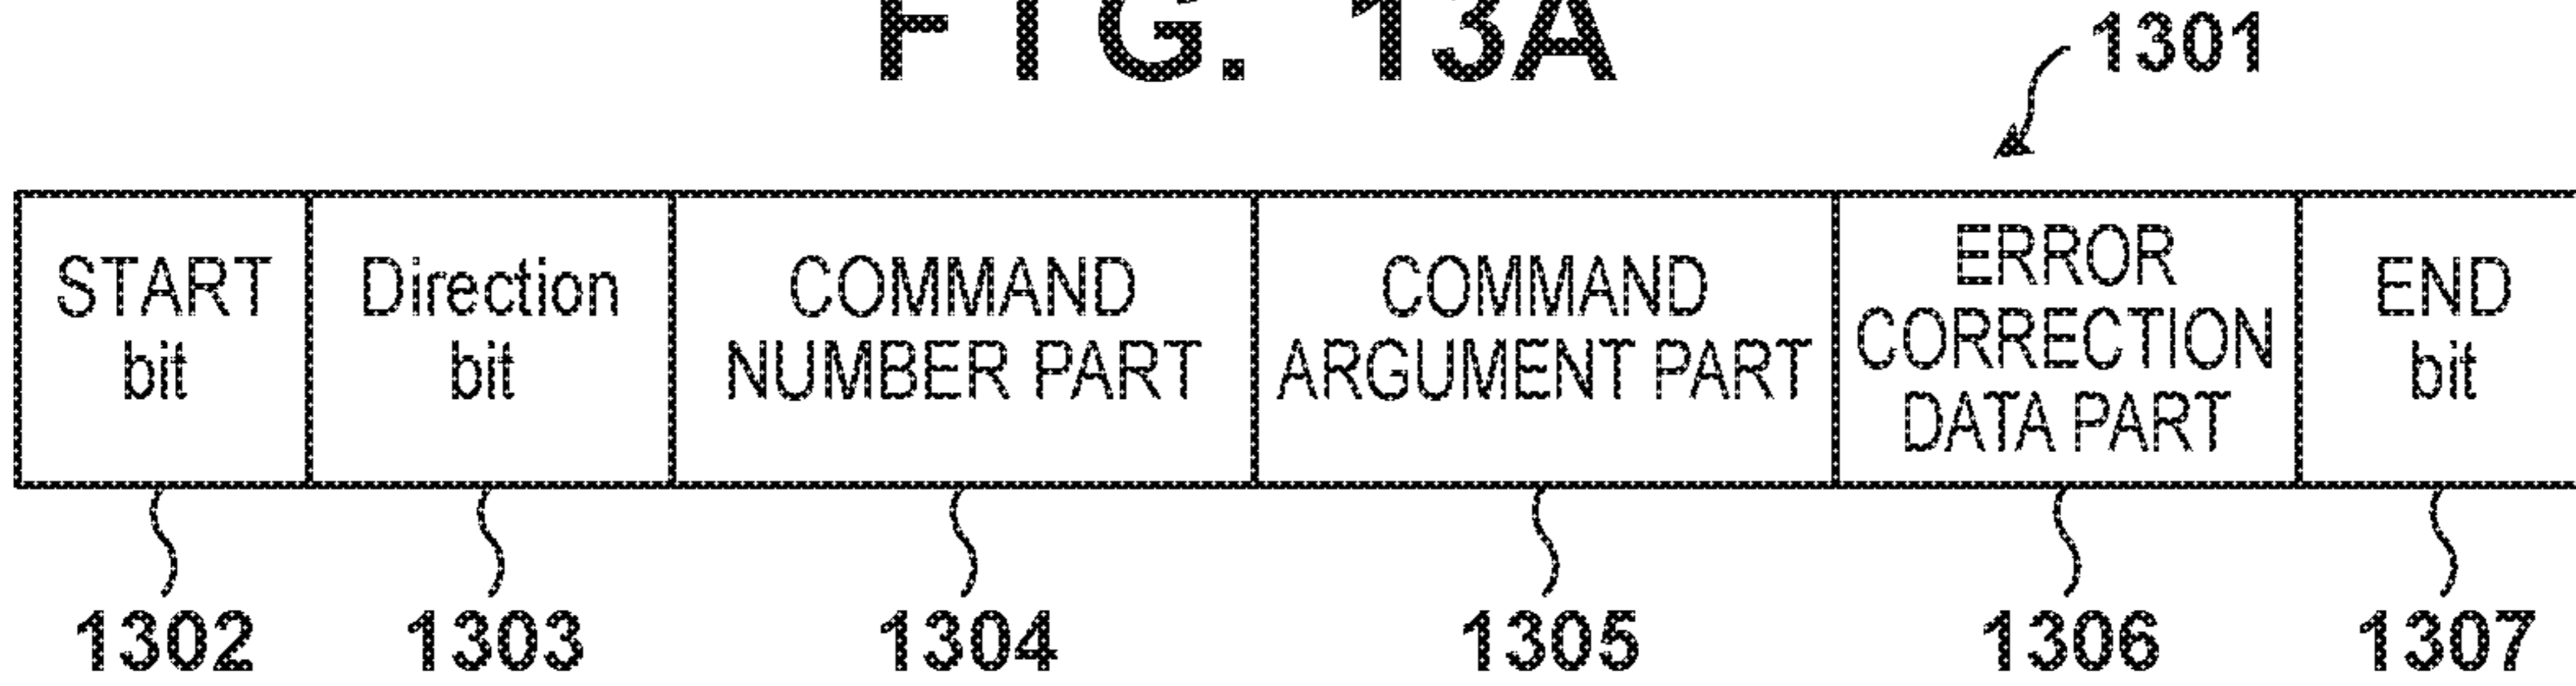 FIG. 13A
1301
START
bit
Direction
bit
COMMAND
NUMBER PART
COMMAND
ARGUMENT PART
ERROR
CORRECTION
DATA PART
END
bit
1302
1303
1304
1305
1306
1307